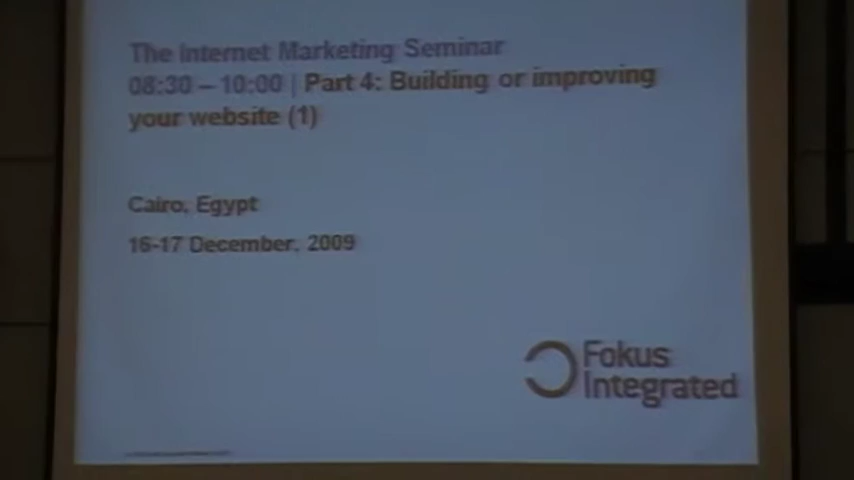 The Internet Marketing Seminar
08:30 – 10:00 | Part 4: Building or improving
your website (1)
Cairo, Egypt
16-17 December, 2009
Fokus
Integrated